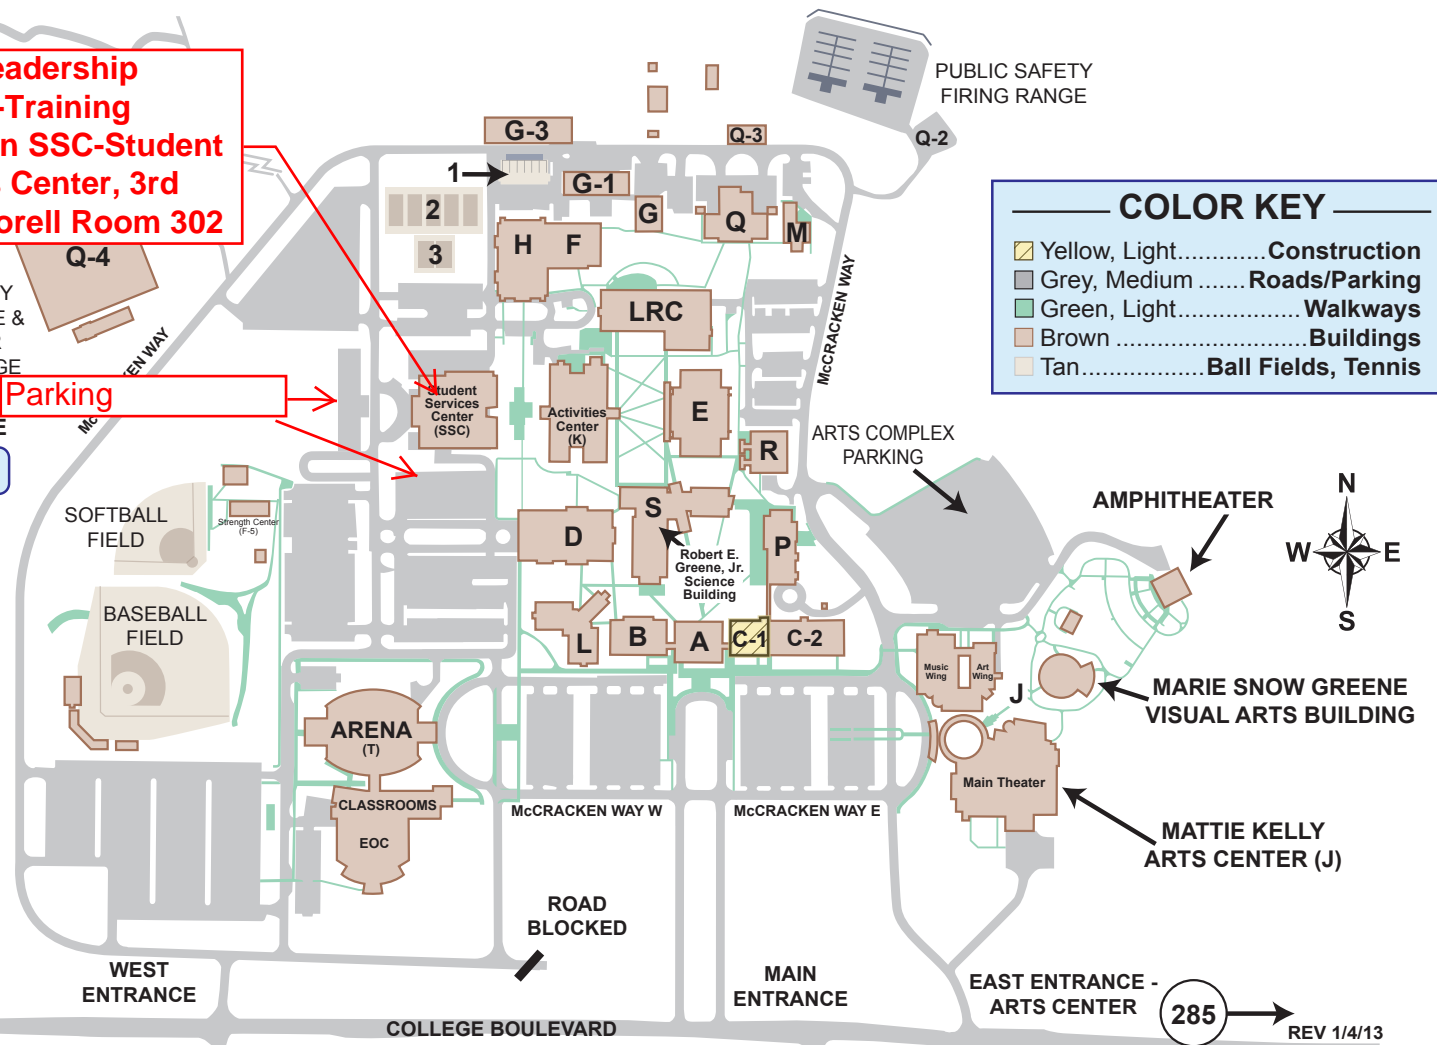 eadership
-Training
n SSC-Student
s Center, 3rd
orell Room 302
Q-4
Y
E &
R
GE
Parking
E
McCRACKEN WAY
G-3
1
G-1
G
2
3
H
F
Q-3
Q
M
Q-2
PUBLIC SAFETY
FIRING RANGE
COLOR KEY
Yellow, Light.............Construction
Grey, Medium .......Roads/Parking
Green, Light..................Walkways
Brown ...........................Buildings
Tan..................Ball Fields, Tennis
LRC
McCRACKEN WAY
Student
Services
Center
(SSC)
Activities
Center
(K)
E
R
ARTS COMPLEX
PARKING
AMPHITHEATER
N
W
E
S
SOFTBALL
FIELD
Strength Center
(F-5)
BASEBALL
FIELD
D
S
Robert E.
Greene, Jr.
Science
Building
P
L
B
A
C-1
C-2
Music
Wing
Art
Wing
J
MARIE SNOW GREENE
VISUAL ARTS BUILDING
ARENA
(T)
CLASSROOMS
EOC
McCRACKEN WAY W
McCRACKEN WAY E
Main Theater
MATTIE KELLY
ARTS CENTER (J)
ROAD
BLOCKED
WEST
ENTRANCE
MAIN
ENTRANCE
EAST ENTRANCE -
ARTS CENTER
285
COLLEGE BOULEVARD
REV 1/4/13